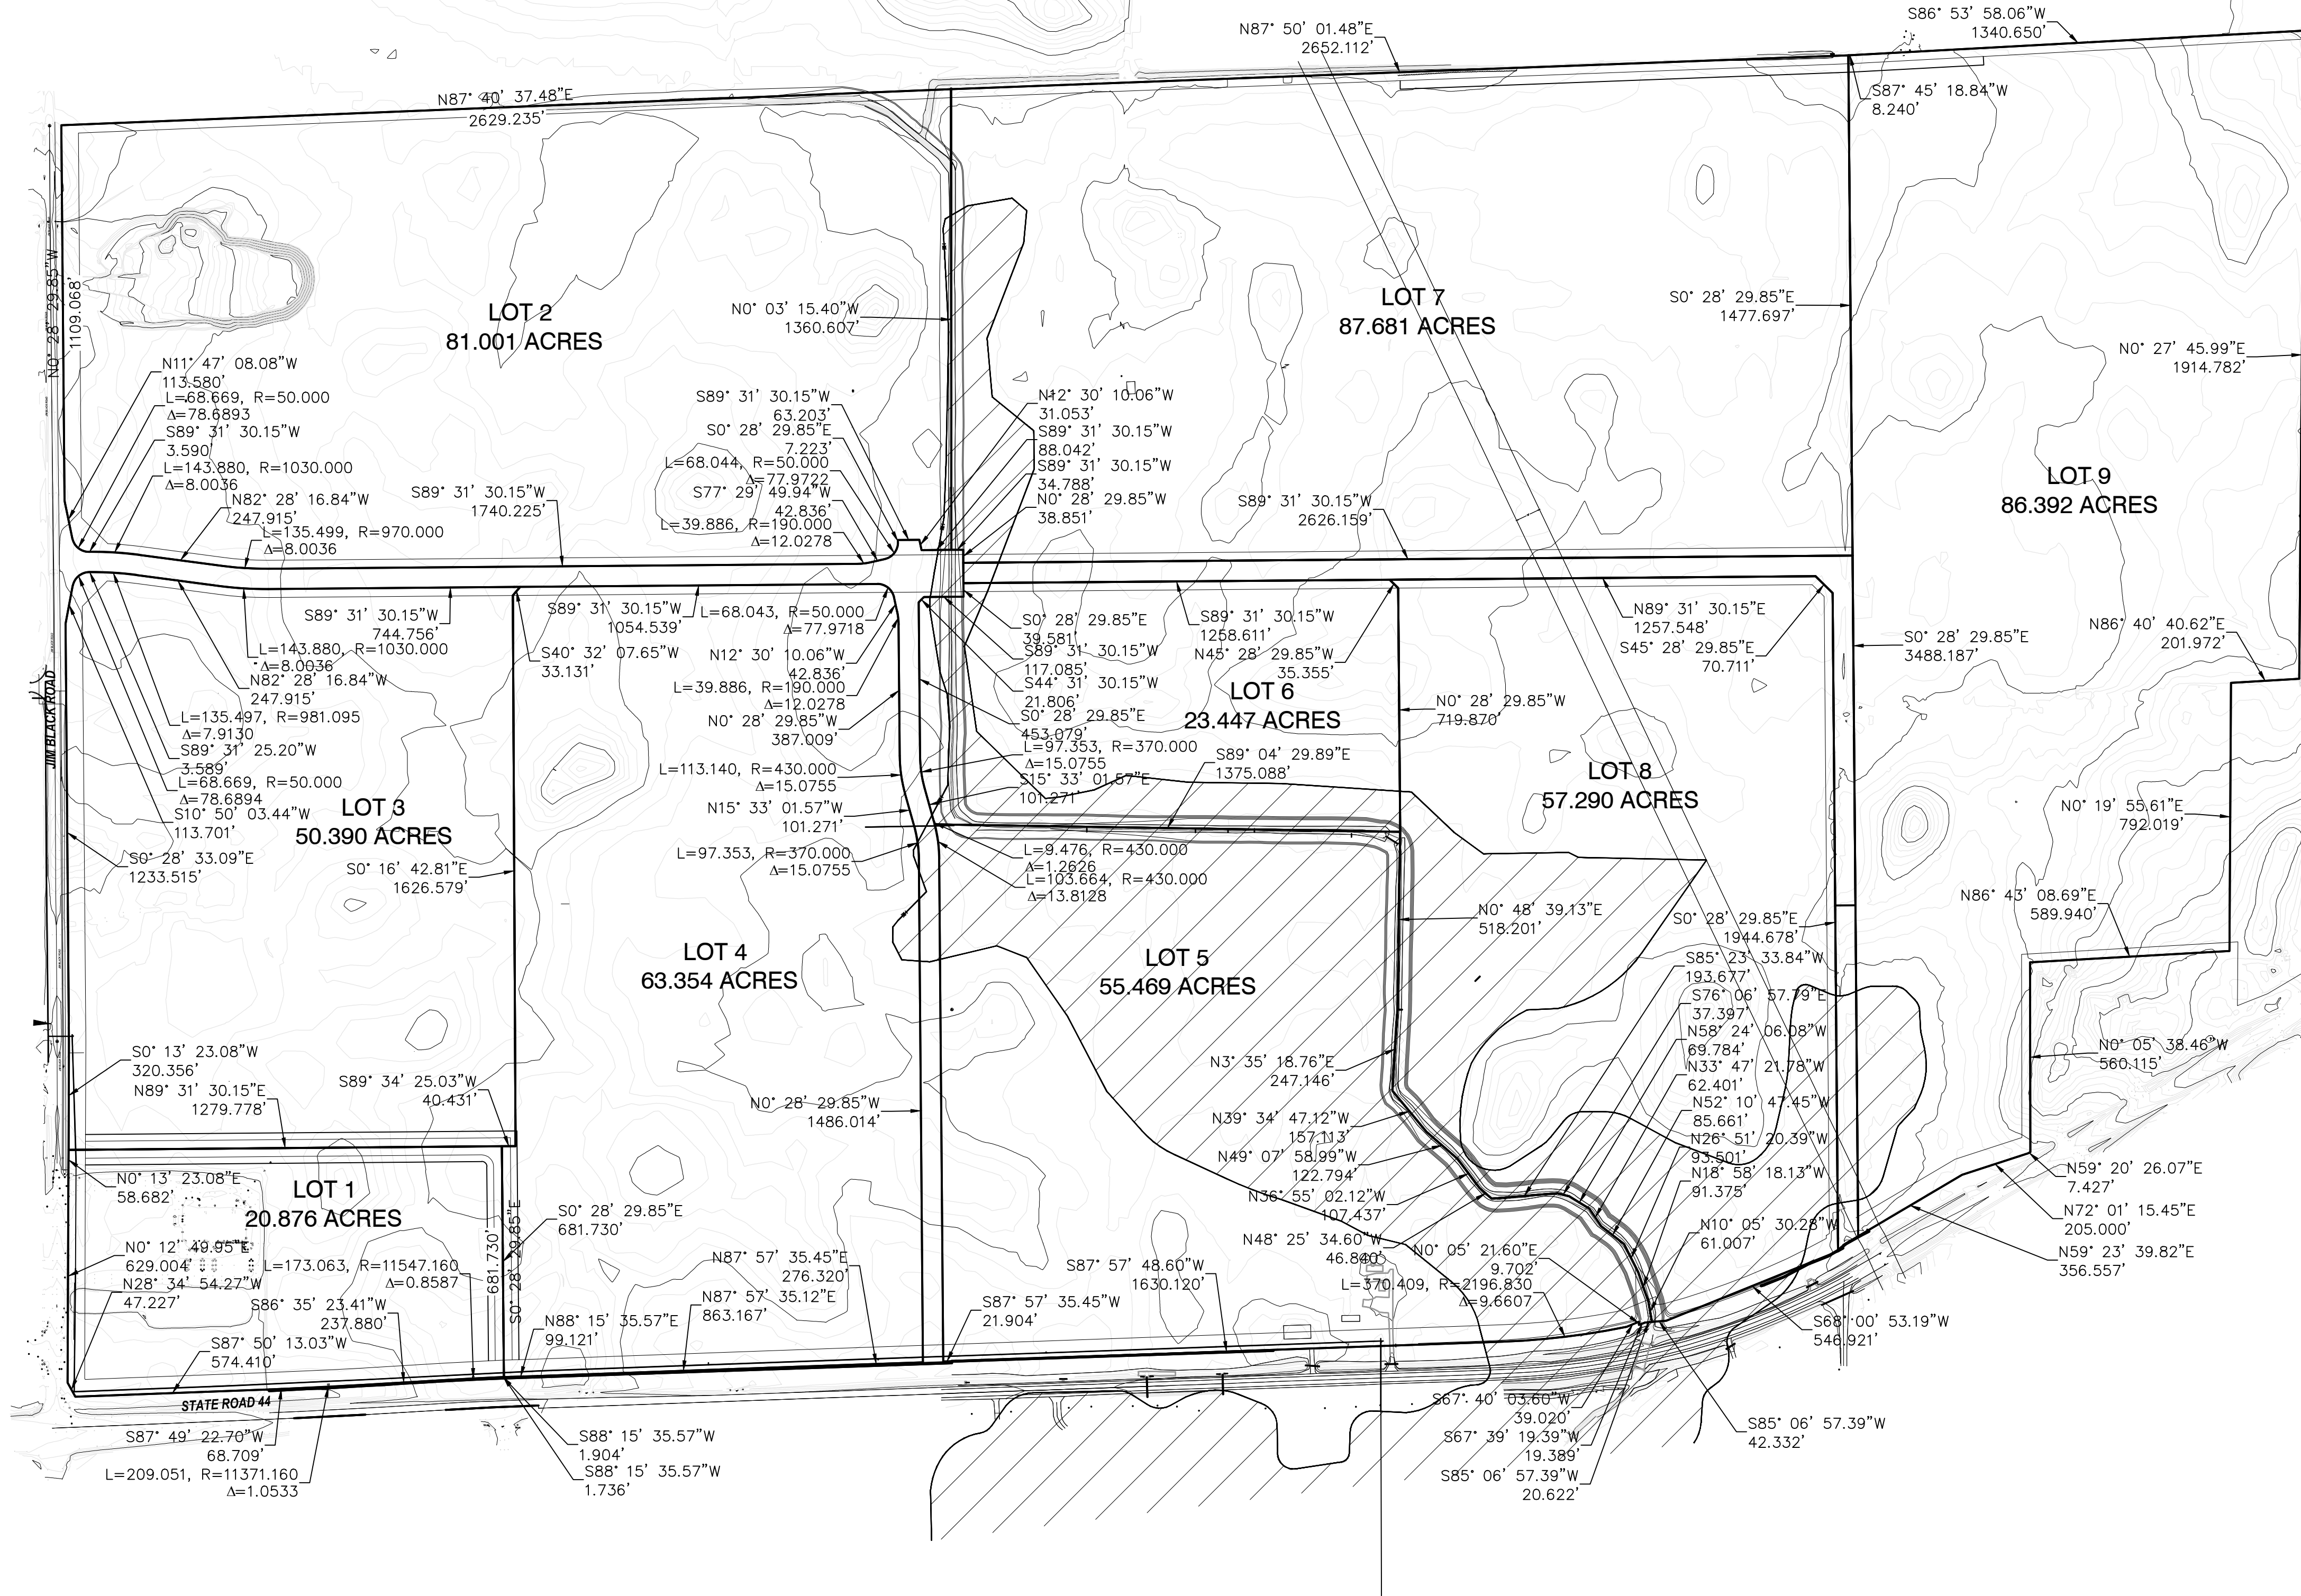 S86° 53' 58.06"W
1340.650'
N87° 50' 01.48"E
2652.112'
S87° 45' 18.84"W
8.240'
N87° 40' 37.48"E
2629.235'
N0° 28' 29.85"W
1109.068'
LOT 2
81.001 ACRES
N0° 03' 15.40"W
1360.607'
LOT 7
87.681 ACRES
S0° 28' 29.85"E
1477.697'
N0° 27' 45.99"E
1914.782'
N11° 47' 08.08"W
113.580'
L=68.669, R=50.000
Δ=78.6893
S89° 31' 30.15"W
3.590'
L=143.880, R=1030.000
Δ=8.0036
N82° 28' 16.84"W
247.915'
L=135.499, R=970.000
Δ=8.0036
S89° 31' 30.15"W
1740.225'
S89° 31' 30.15"W
63.203'
S0° 28' 29.85"E
7.223'
L=68.044, R=50.000
Δ=77.9722
S77° 29' 49.94"W
42.836'
L=39.886, R=190.000
Δ=12.0278
N12° 30' 10.06"W
31.053'
S89° 31' 30.15"W
88.042'
S89° 31' 30.15"W
34.788'
N0° 28' 29.85"W
38.851'
S89° 31' 30.15"W
2626.159'
LOT 9
86.392 ACRES
S89° 31' 30.15"W
744.756'
L=143.880, R=1030.000
Δ=8.0036
N82° 28' 16.84"W
247.915'
L=135.497, R=981.095
Δ=7.9130
S89° 31' 25.20"W
3.589'
L=68.669, R=50.000
Δ=78.6894
S10° 50' 03.44"W
113.701'
S0° 28' 33.09"E
1233.515'
JIM BLACK ROAD
LOT 3
50.390 ACRES
S89° 31' 30.15"W
1054.539'
S40° 32' 07.65"W
33.131'
L=68.043, R=50.000
Δ=77.9718
N12° 30' 10.06"W
42.836'
L=39.886, R=190.000
Δ=12.0278
N0° 28' 29.85"W
387.009'
L=113.140, R=430.000
Δ=15.0755
N15° 33' 01.57"W
101.271'
L=97.353, R=370.000
Δ=15.0755
S0° 16' 42.81"E
1626.579'
S0° 28' 29.85"E
39.581'
S89° 31' 30.15"W
117.085'
S44° 31' 30.15"W
21.806'
S0° 28' 29.85"E
453.079'
L=97.353, R=370.000
Δ=15.0755
S15° 33' 01.57"E
101.271'
L=9.476, R=430.000
Δ=1.2626
L=103.664, R=430.000
Δ=13.8128
S89° 31' 30.15"W
1258.611'
N45° 28' 29.85"W
35.355'
LOT 6
23.447 ACRES
S89° 04' 29.89"E
1375.088'
N0° 28' 29.85"W
719.870'
N89° 31' 30.15"E
1257.548'
S45° 28' 29.85"E
70.711'
S0° 28' 29.85"E
3488.187'
N86° 40' 40.62"E
201.972'
LOT 8
57.290 ACRES
N0° 19' 55.61"E
792.019'
N0° 48' 39.13"E
518.201'
S0° 28' 29.85"E
1944.678'
N86° 43' 08.69"E
589.940'
LOT 4
63.354 ACRES
LOT 5
55.469 ACRES
S85° 23' 33.84"W
193.677'
S76° 06' 57.79"E
37.397'
N58° 24' 06.08"W
69.784'
N33° 47' 21.78"W
62.401'
N52° 10' 47.45"W
85.661'
N26° 51' 20.39"W
93.501'
N18° 58' 18.13"W
91.375'
N10° 05' 30.28"W
61.007'
N3° 35' 18.76"E
247.146'
N39° 34' 47.12"W
157.113'
N49° 07' 58.99"W
122.794'
N36° 55' 02.12"W
107.437'
N48° 25' 34.60"W
46.840'
N0° 05' 21.60"E
9.702'
L=370.409, R=2196.830
Δ=9.6607
N0° 05' 38.46"W
560.115'
N59° 20' 26.07"E
7.427'
N72° 01' 15.45"E
205.000'
N59° 23' 39.82"E
356.557'
S68° 00' 53.19"W
546.921'
S0° 13' 23.08"W
320.356'
N89° 31' 30.15"E
1279.778'
S89° 34' 25.03"W
40.431'
N0° 28' 29.85"W
1486.014'
N0° 13' 23.08"E
58.682'
LOT 1
20.876 ACRES
N0° 12' 49.95"E
629.004'
N28° 34' 54.27"W
47.227'
L=173.063, R=11547.160
Δ=0.8587
S86° 35' 23.41"W
237.880'
S87° 50' 13.03"W
574.410'
681.730'
S0° 28' 29.85"E
S0° 28' 29.85"E
681.730'
N88° 15' 35.57"E
99.121'
N87° 57' 35.45"E
276.320'
N87° 57' 35.12"E
863.167'
S87° 57' 48.60"W
1630.120'
S87° 57' 35.45"W
21.904'
STATE ROAD 44
S87° 49' 22.70"W
68.709'
L=209.051, R=11371.160
Δ=1.0533
S88° 15' 35.57"W
1.904'
S88° 15' 35.57"W
1.736'
S67° 40' 03.60"W
39.020'
S67° 39' 19.39"W
19.389'
S85° 06' 57.39"W
20.622'
S85° 06' 57.39"W
42.332'